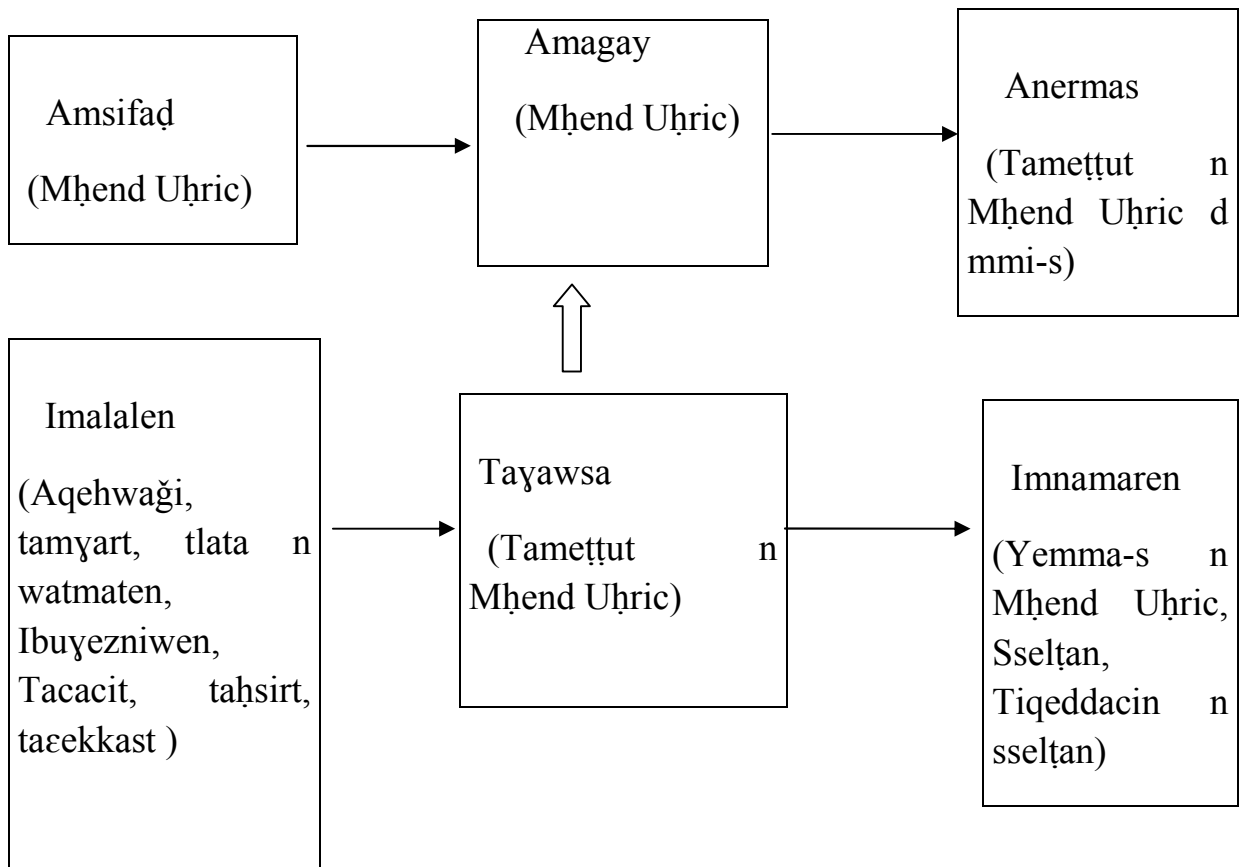 Amsifaḍ
(Mḥend Uḥric)
Amagay
(Mḥend Uḥric)
Anermas
(Tameṭṭut n
Mḥend Uḥric d
mmi-s)
Imalalen
(Aqehwaǧi,
tamɣart, tlata n
watmaten,
Ibuɣezniwen,
Tacacit, taḥsirt,
taɛekkast )
Taɣawsa
(Tameṭṭut n
Mḥend Uḥric)
Imnamaren
(Yemma-s n
Mḥend Uḥric,
Sselṭan,
Tiqeddacin n
sselṭan)